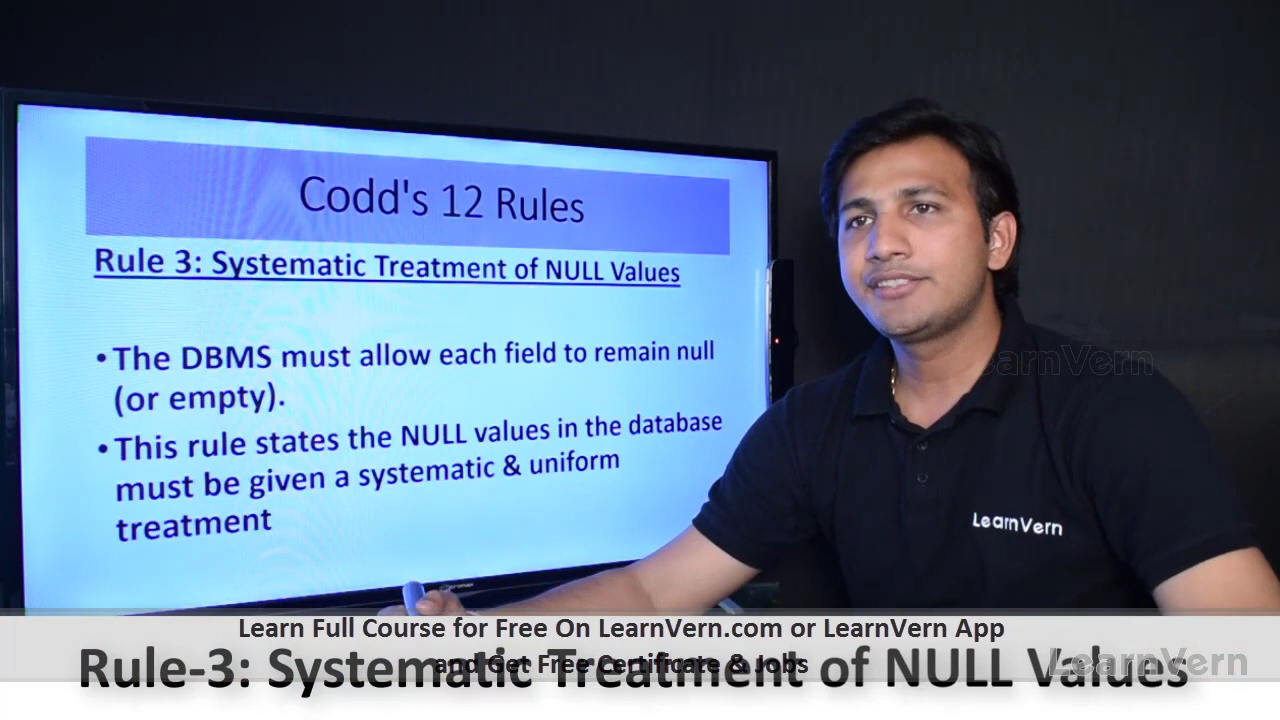 Codd's 12 Rules
Rule 3: Systematic Treatment of NULL Values
• The DBMS must allow each field to remain null
(or empty).
• This rule states the NULL values in the database
must be given a systematic & uniform
treatment
LearnVern
LearnVern
Learn Full Course for Free On LearnVern.com or LearnVern App
and Get Free Certificate & Jobs
Rule-3: Systematic Treatment of NULL Values
LearnVern